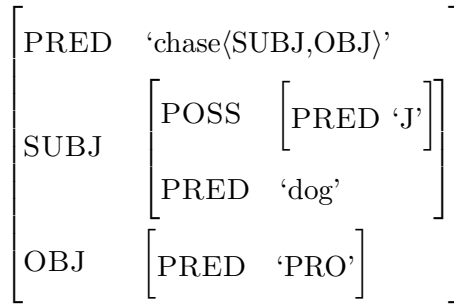 PRED ‘chase⟨SUBJ,OBJ⟩’
SUBJ
POSS [PRED ‘J’]
PRED ‘dog’
OBJ [PRED ‘PRO’]